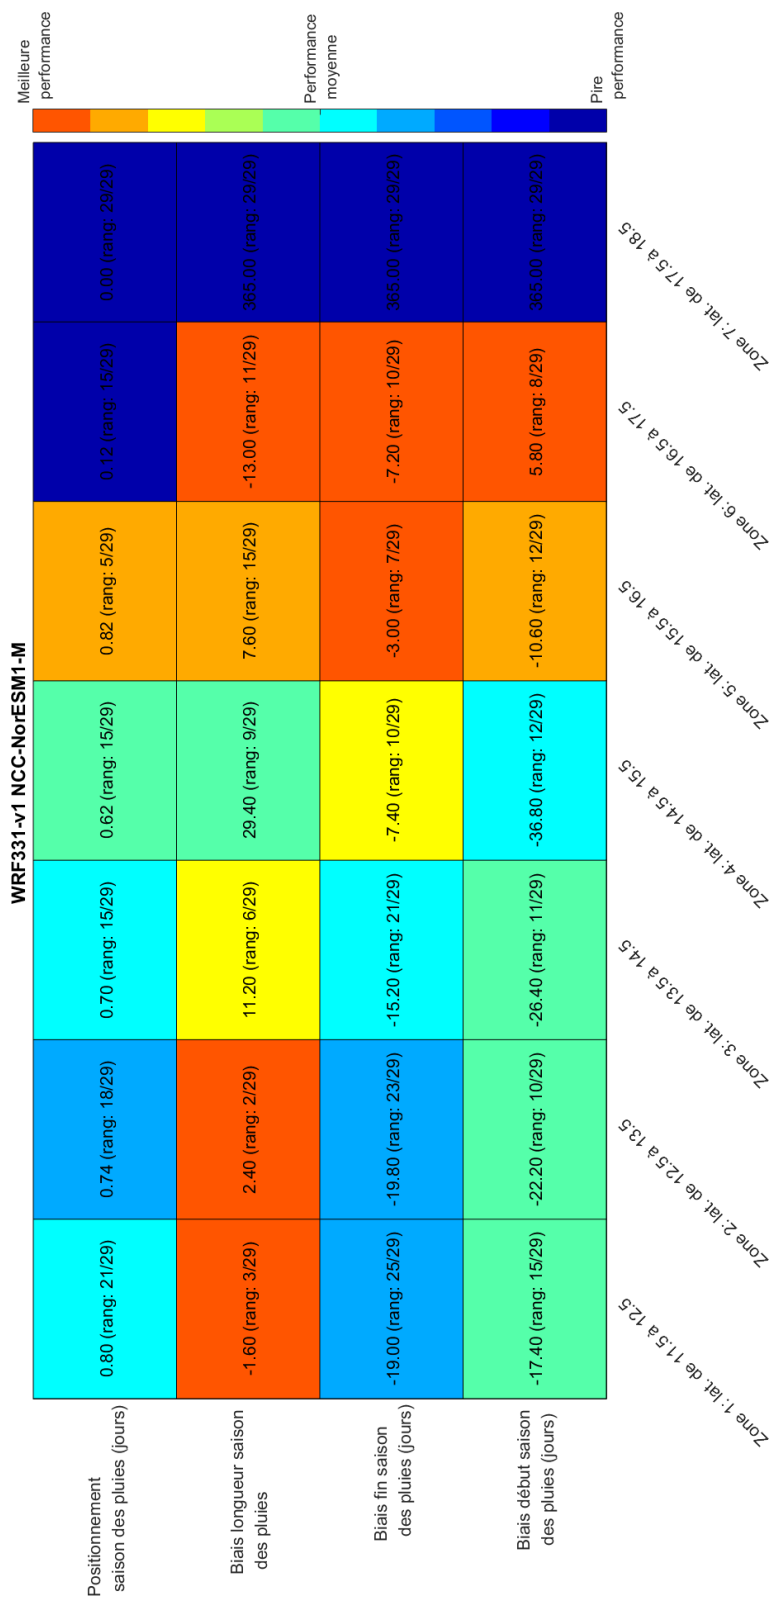 WRF331-v1 NCC-NorESM1-M
Positionnement
saison des pluies (jours)
0.80 (rang: 21/29)
0.74 (rang: 18/29)
0.70 (rang: 15/29)
0.62 (rang: 15/29)
0.82 (rang: 5/29)
0.12 (rang: 15/29)
0.00 (rang: 29/29)
Biais longueur saison
des pluies
-1.60 (rang: 3/29)
2.40 (rang: 2/29)
11.20 (rang: 6/29)
29.40 (rang: 9/29)
7.60 (rang: 15/29)
-13.00 (rang: 11/29)
365.00 (rang: 29/29)
Biais fin saison
des pluies (jours)
-19.00 (rang: 25/29)
-19.80 (rang: 23/29)
-15.20 (rang: 21/29)
-7.40 (rang: 10/29)
-3.00 (rang: 7/29)
-7.20 (rang: 10/29)
365.00 (rang: 29/29)
Biais début saison
des pluies (jours)
-17.40 (rang: 15/29)
-22.20 (rang: 10/29)
-26.40 (rang: 11/29)
-36.80 (rang: 12/29)
-10.60 (rang: 12/29)
5.80 (rang: 8/29)
365.00 (rang: 29/29)
Zone 1: lat. de 11.5 à 12.5
Zone 2: lat. de 12.5 à 13.5
Zone 3: lat. de 13.5 à 14.5
Zone 4: lat. de 14.5 à 15.5
Zone 5: lat. de 15.5 à 16.5
Zone 6: lat. de 16.5 à 17.5
Zone 7: lat. de 17.5 à 18.5
Meilleure
performance
Performance
moyenne
Pire
performance